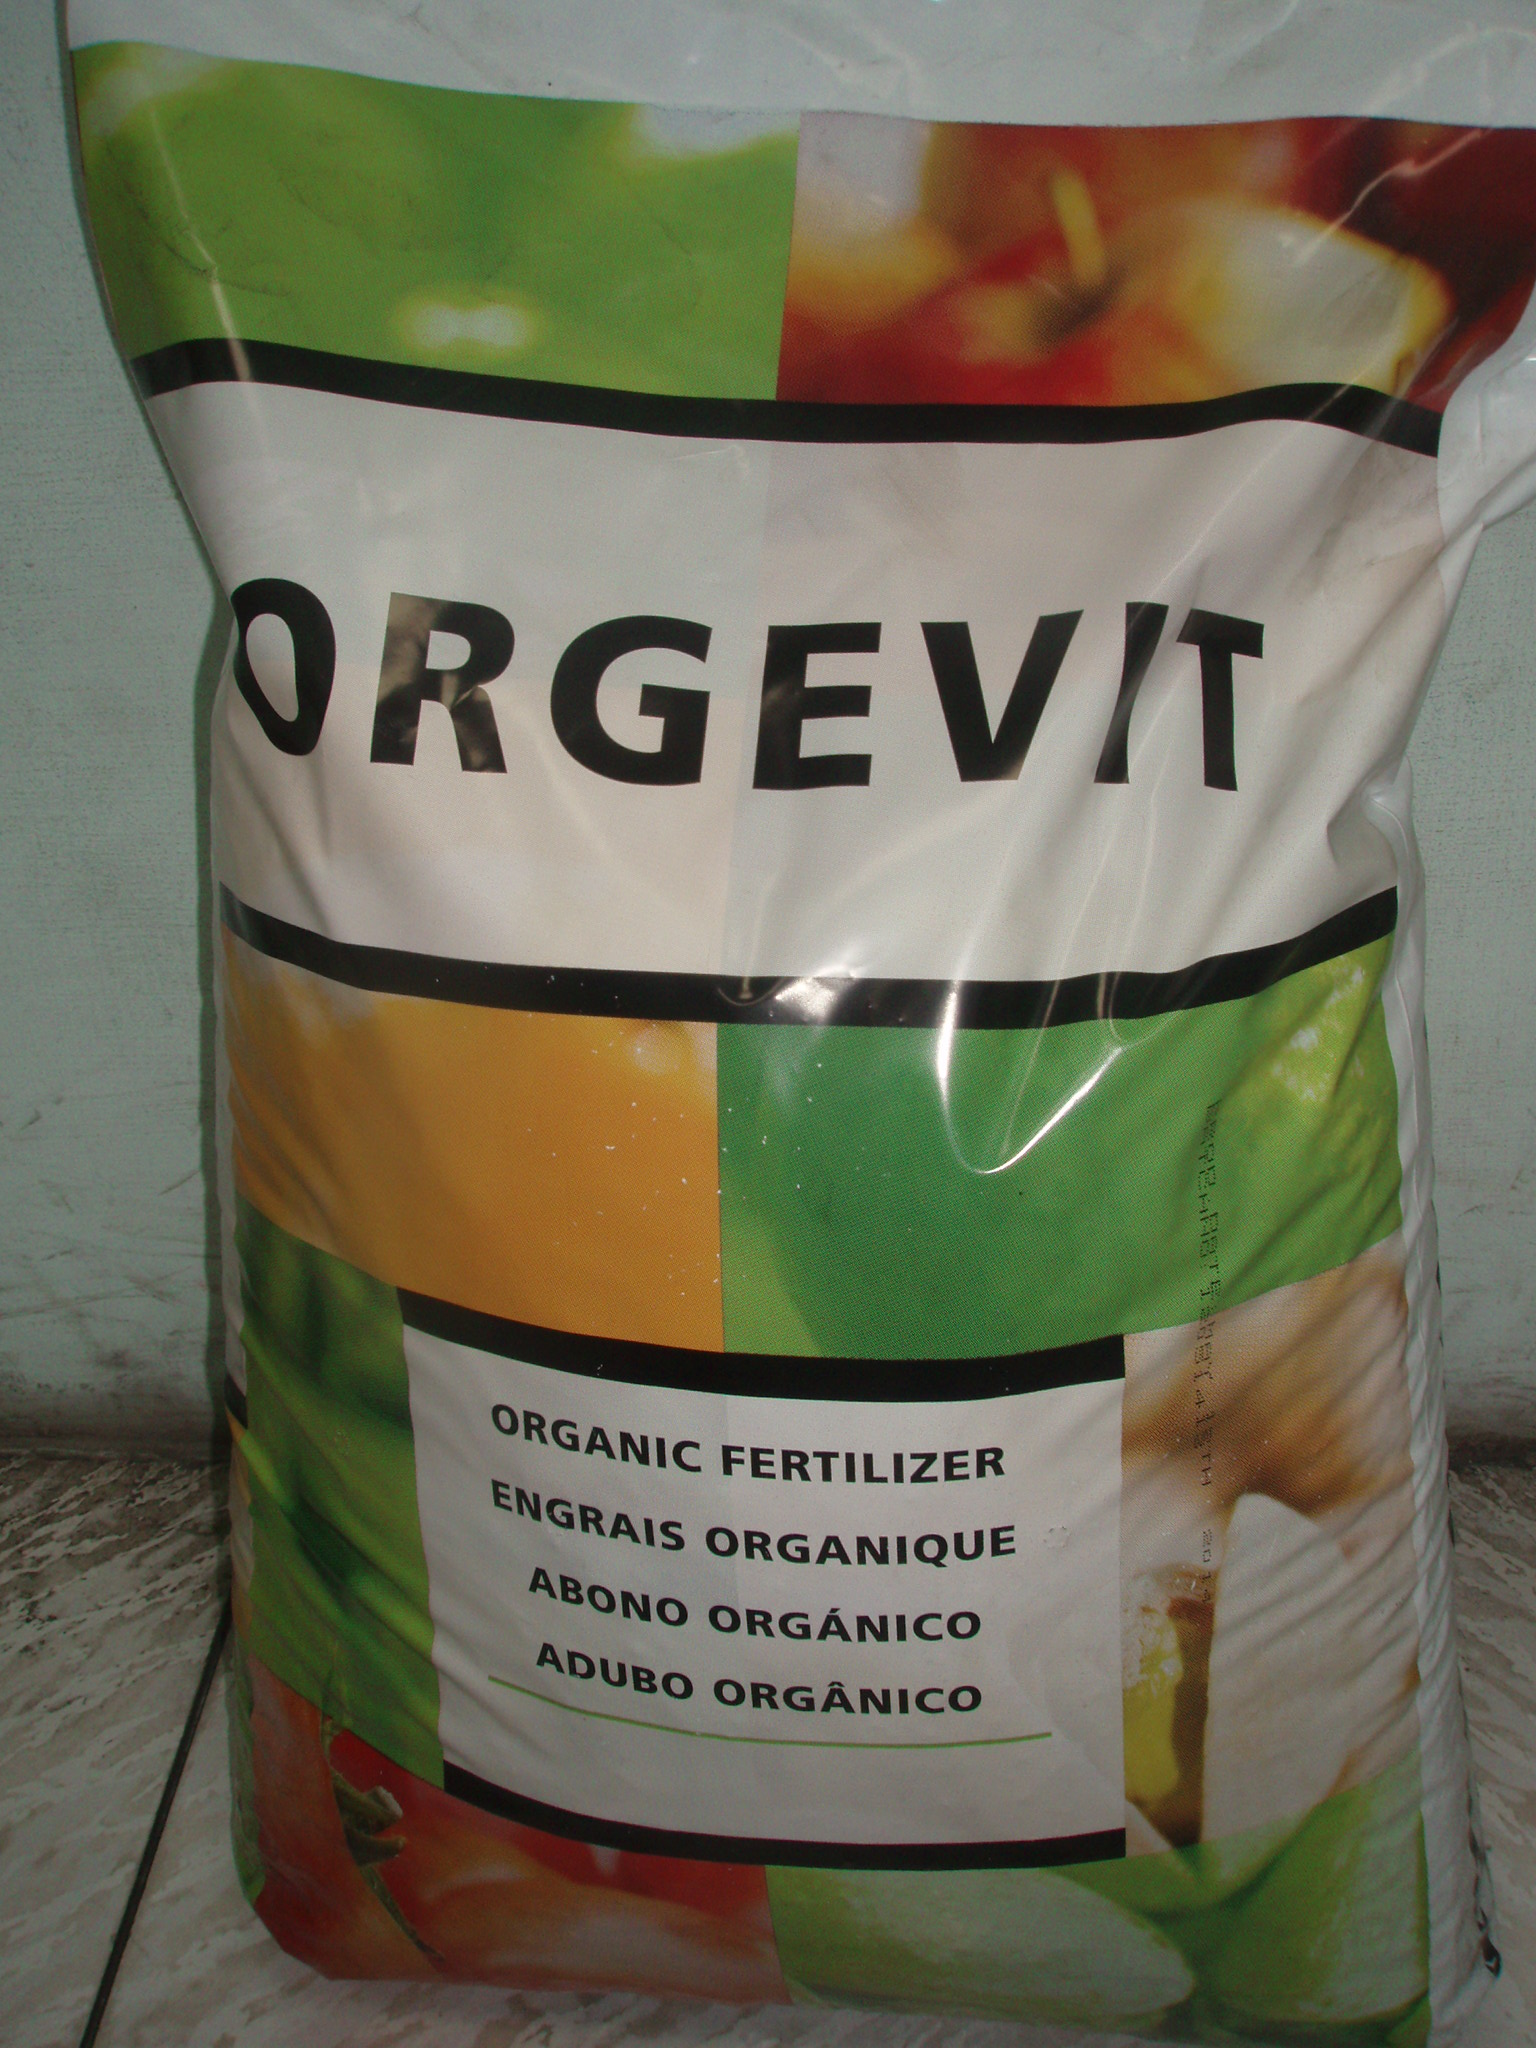 ORGEVIT
ORGANIC FERTILIZER
ENGRAIS ORGANIQUE
ABONO ORGÁNICO
ADUBO ORGÂNICO